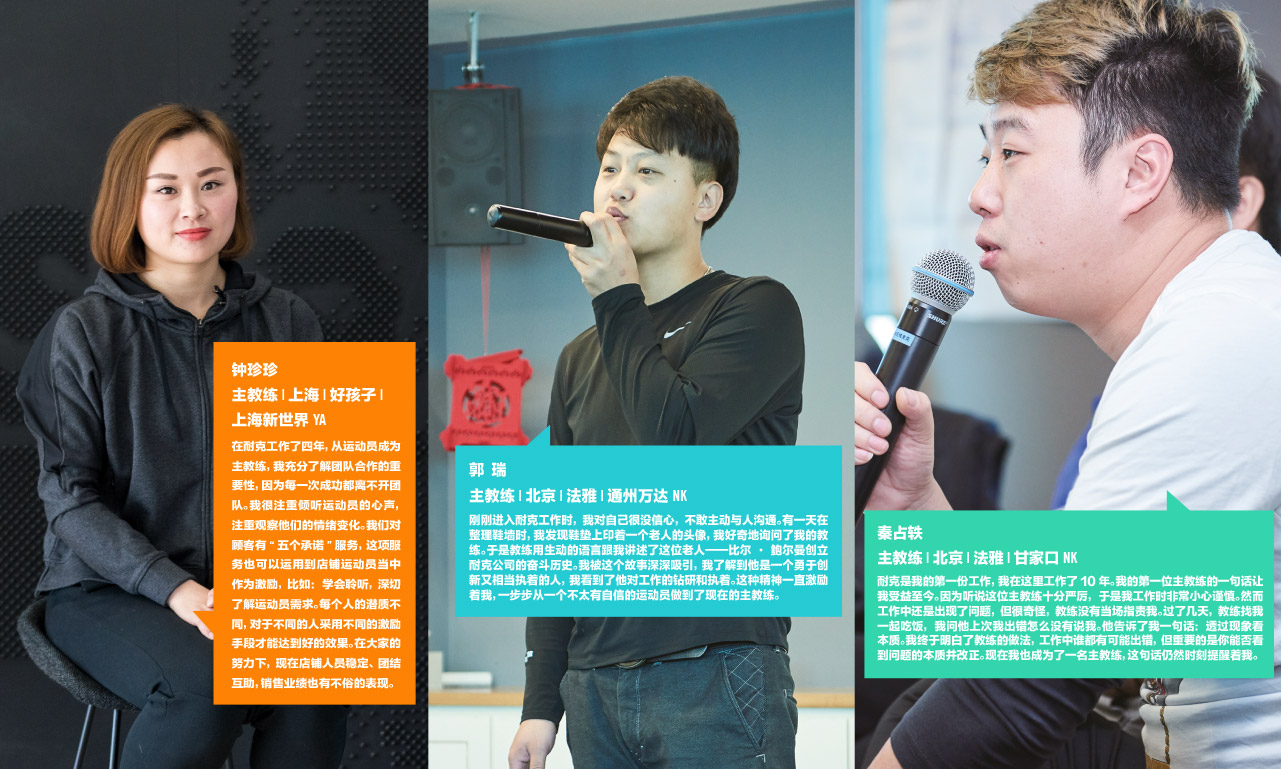 钟珍珍
主教练 | 上海 | 好孩子 |
上海新世界 YA
在耐克工作了四年，从运动员成为
主教练，我充分了解团队合作的重
要性，因为每一次成功都离不开团
队。我很注重倾听运动员的心声，
注重观察他们的情绪变化。我们对
顾客有“五个承诺”服务，这项服
务也可以运用到店铺运动员当中
作为激励，比如：学会聆听，深切
了解运动员需求。每个人的潜质不
同，对于不同的人采用不同的激励
手段才能达到好的效果。在大家的
努力下，现在店铺人员稳定、团结
互助，销售业绩也有不俗的表现。
郭 瑞
主教练 | 北京 | 法雅 | 通州万达 NK
刚刚进入耐克工作时，我对自己很没信心，不敢主动与人沟通。有一天在
整理鞋墙时，我发现鞋垫上印着一个老人的头像，我好奇地询问了我的教
练。于是教练用生动的语言跟我讲述了这位老人——比尔 · 鲍尔曼创立
耐克公司的奋斗历史。我被这个故事深深吸引，我了解到他是一个勇于创
新又相当执着的人，我看到了他对工作的钻研和执着。这种精神一直激励
着我，一步步从一个不太有自信的运动员做到了现在的主教练。
SHURE
秦占轶
主教练 | 北京 | 法雅 | 甘家口 NK
耐克是我的第一份工作，我在这里工作了 10 年。我的第一位主教练的一句话让
我受益至今。因为听说这位主教练十分严厉，于是我工作时非常小心谨慎。然而
工作中还是出现了问题，但很奇怪，教练没有当场指责我。过了几天，教练找我
一起吃饭，我问他上次我出错怎么没有说我。他告诉了我一句话：透过现象看
本质。我终于明白了教练的做法，工作中谁都有可能出错，但重要的是你能否看
到问题的本质并改正。现在我也成为了一名主教练，这句话仍然时刻提醒着我。